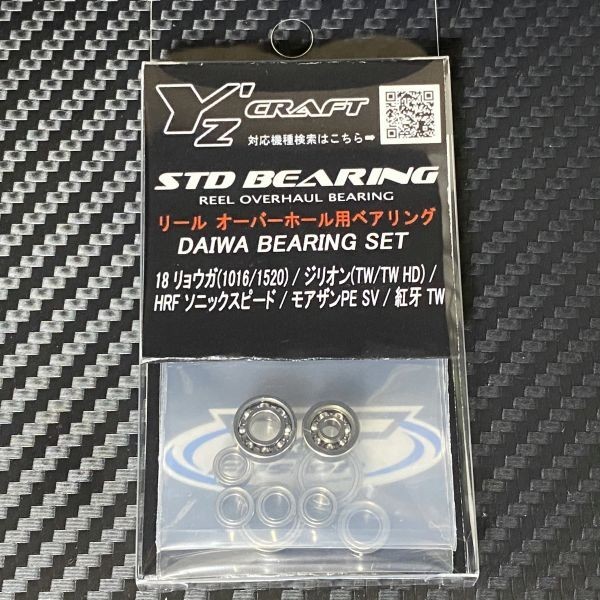 Yz'CRAFT
対応機種検索はこちら➡
STD BEARING
REEL OVERHAUL BEARING
リール オーバーホール用ベアリング
DAIWA BEARING SET
18 リョウガ(1016/1520) / ジリオン(TW/TW HD) /
HRF ソニックスピード / モアザンPE SV / 紅牙 TW